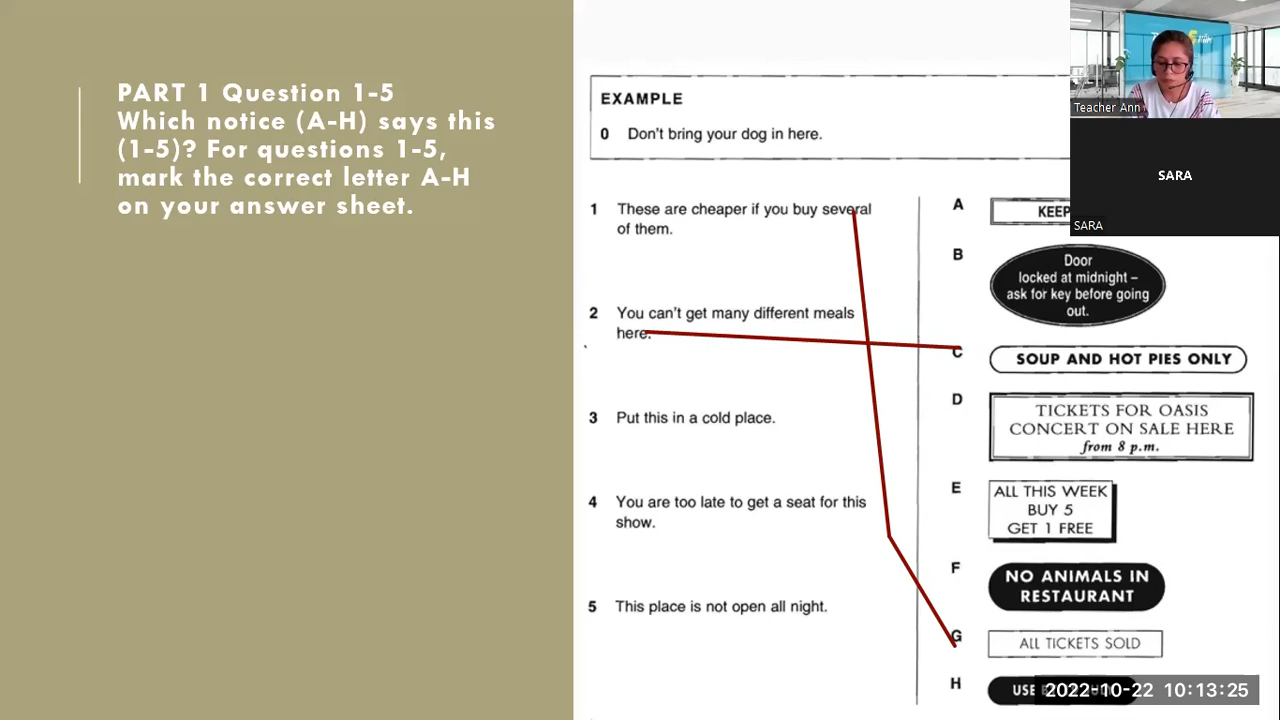 PART 1 Question 1-5
Which notice (A-H) says this
(1-5)? For questions 1-5,
mark the correct letter A-H
on your answer sheet.
EXAMPLE
0 Don't bring your dog in here.
1 These are cheaper if you buy several
of them.
2 You can't get many different meals
here.
3 Put this in a cold place.
4 You are too late to get a seat for this
show.
5 This place is not open all night.
A KEEP
B Door
locked at midnight –
ask for key before going
out.
C SOUP AND HOT PIES ONLY
D TICKETS FOR OASIS
CONCERT ON SALE HERE
from 8 p.m.
E ALL THIS WEEK
BUY 5
GET 1 FREE
F NO ANIMALS IN
RESTAURANT
G ALL TICKETS SOLD
H USE
Teacher Ann
SARA
SARA
2022-10-22 10:13:25